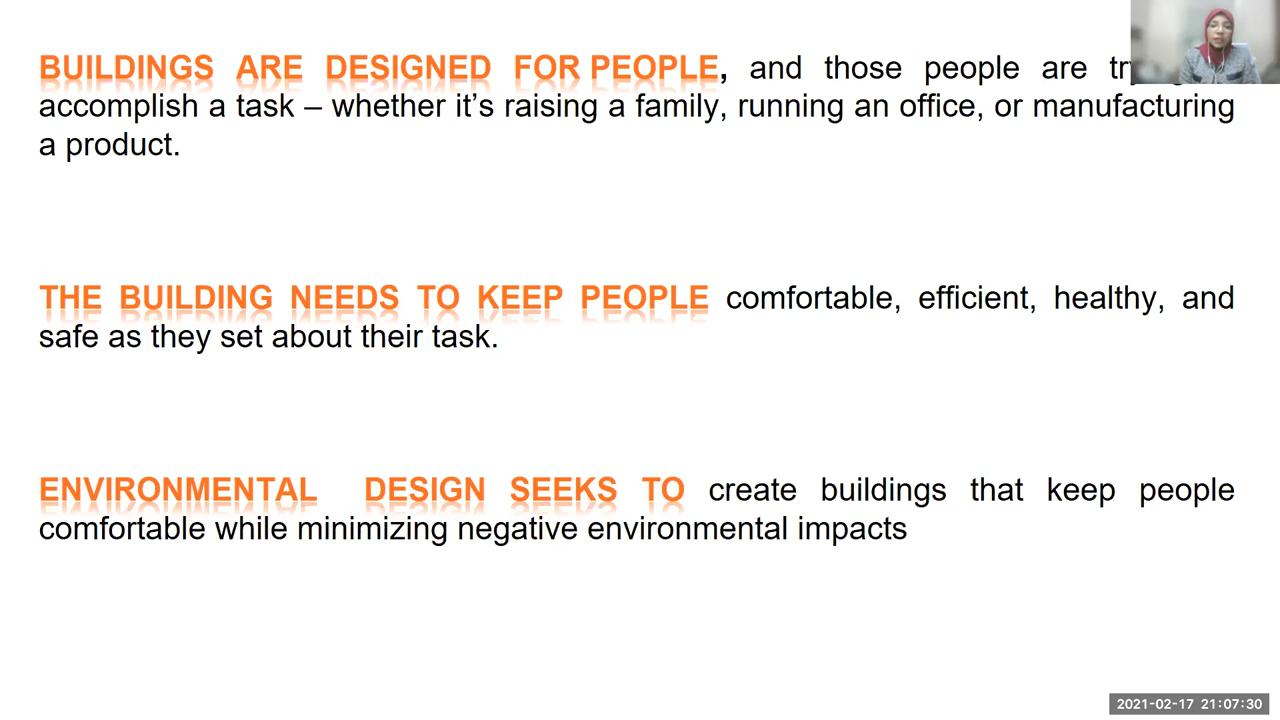 BUILDINGS ARE DESIGNED FOR PEOPLE, and those people are
accomplish a task – whether it’s raising a family, running an office, or manufacturing
a product.
THE BUILDING NEEDS TO KEEP PEOPLE comfortable, efficient, healthy, and
safe as they set about their task.
ENVIRONMENTAL DESIGN SEEKS TO create buildings that keep people
comfortable while minimizing negative environmental impacts
2021-02-17 21:07:30